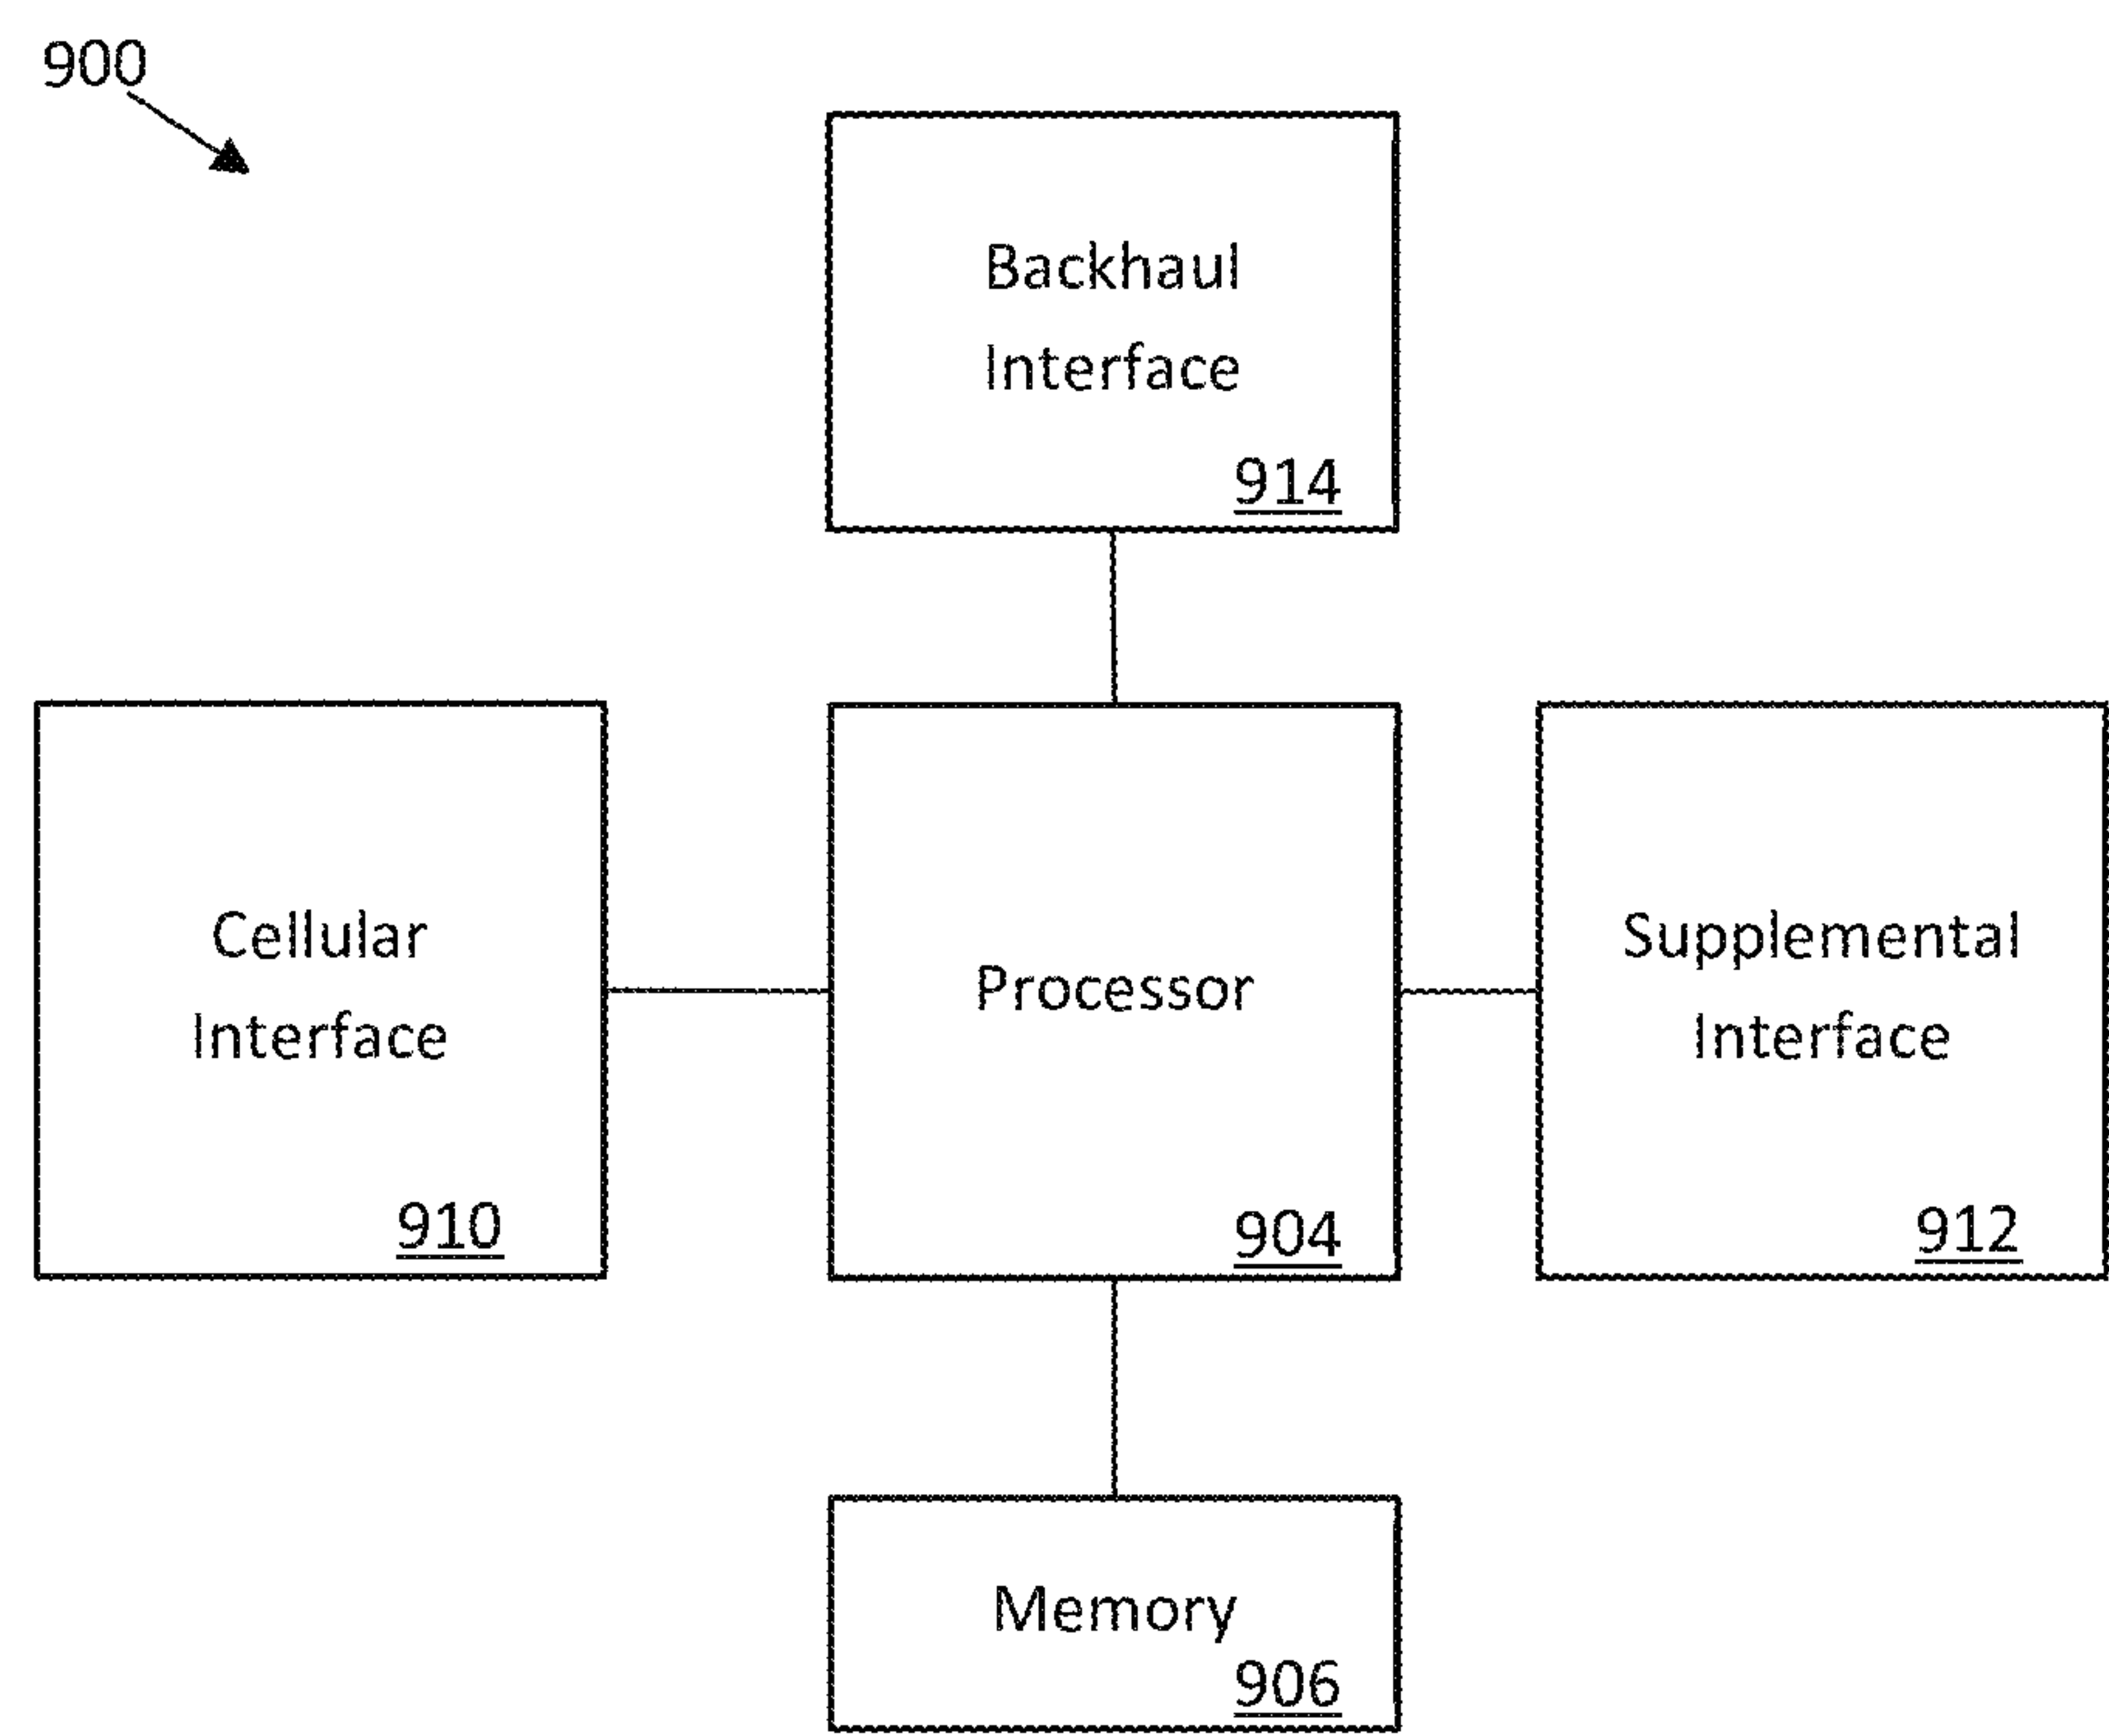 900
Backhaul
Interface
914
Cellular
Interface
910
Processor
904
Supplemental
Interface
912
Memory
906